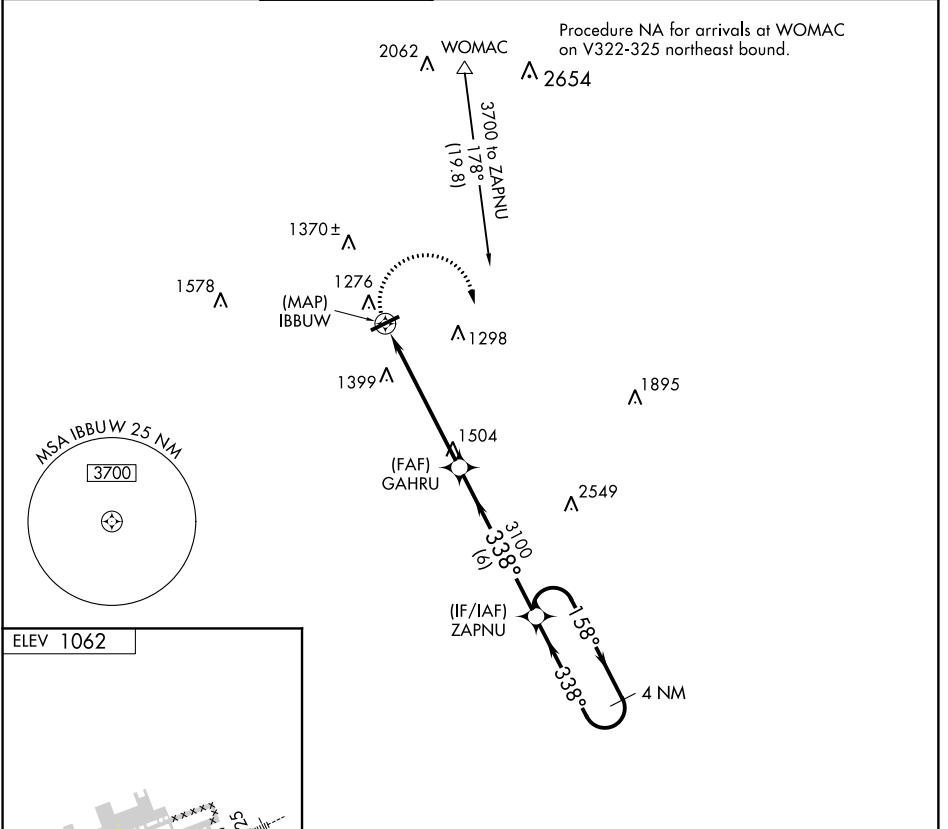 Procedure NA for arrivals at WOMAC
on V322-325 northeast bound.
2062
WOMAC
2654
3700 to ZAPNU
178°
(19.8)
1370±
1578
1276
(MAP)
IBBUW
1298
1399
1895
MSA IBBUW 25 NM
3700
1504
(FAF)
GAHRU
2549
3100
338°
(6)
(IF/IAF)
ZAPNU
158°
338°
4 NM
ELEV 1062
25